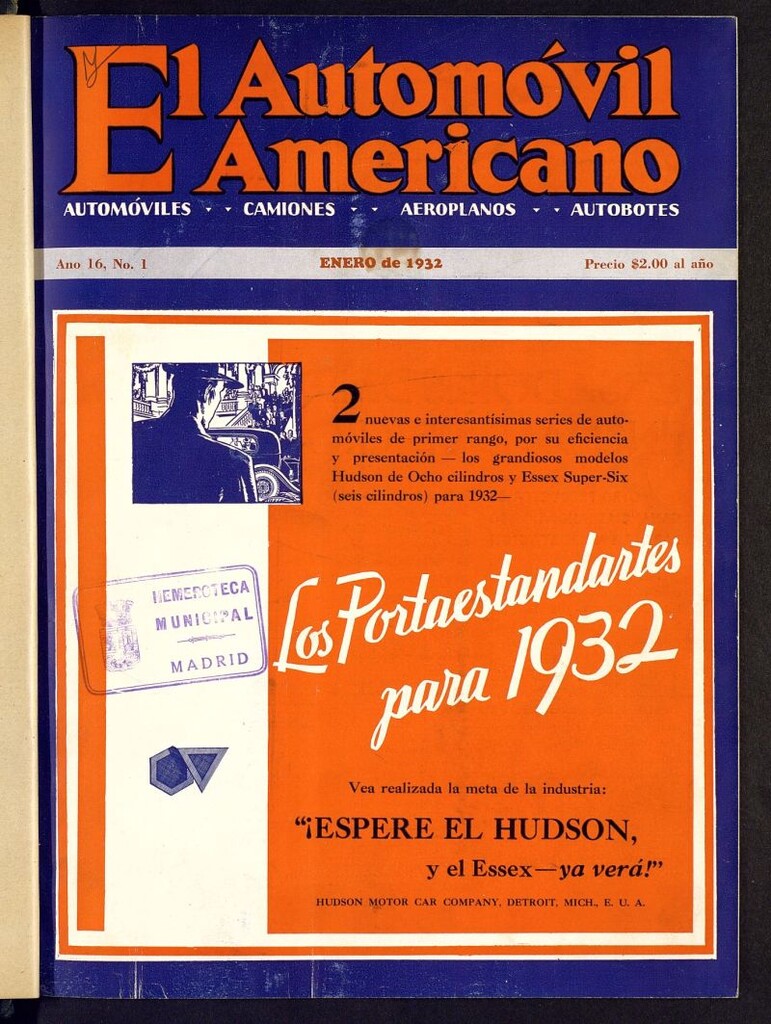 El Automóvil
Americano
AUTOMÓVILES - - CAMIONES - - AEROPLANOS - - AUTOBOTES
Ano 16, No. 1
ENERO de 1932
Precio $2.00 al año
2 nuevas e interesantísimas series de auto-
móviles de primer rango, por su eficiencia
y presentación — los grandiosos modelos
Hudson de Ocho cilindros y Essex Super-Six
(seis cilindros) para 1932—
Los Portaestandartes
para 1932
HEMEROTECA
MUNICIPAL
MADRID
Vea realizada la meta de la industria:
“¡ESPERE EL HUDSON,
y el Essex—ya verá!”
HUDSON MOTOR CAR COMPANY, DETROIT, MICH., E. U. A.